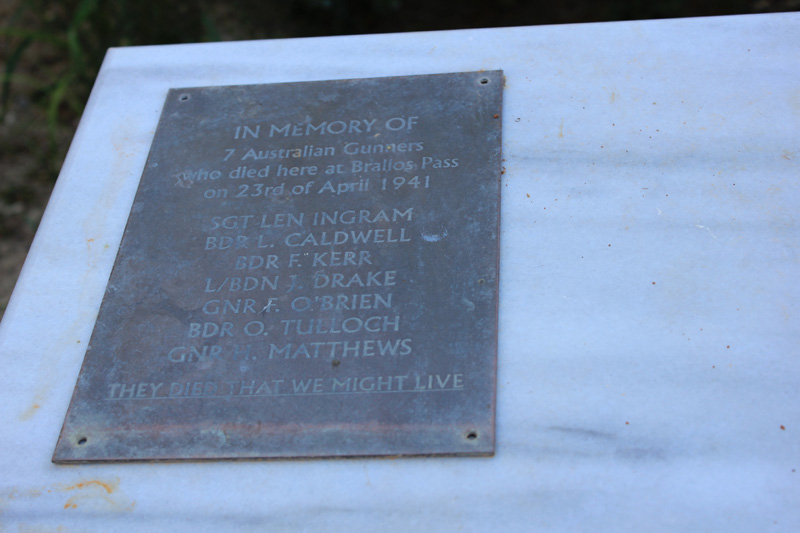 IN MEMORY OF
7 Australian Gunners
who died here at Brallos Pass
on 23rd of April 1941
SGT LEN INGRAM
BDR L. CALDWELL
BDR F. KERR
L/BDN J. DRAKE
GNR F. O'BRIEN
BDR O. TULLOCH
GNR H. MATTHEWS
THEY DIED THAT WE MIGHT LIVE